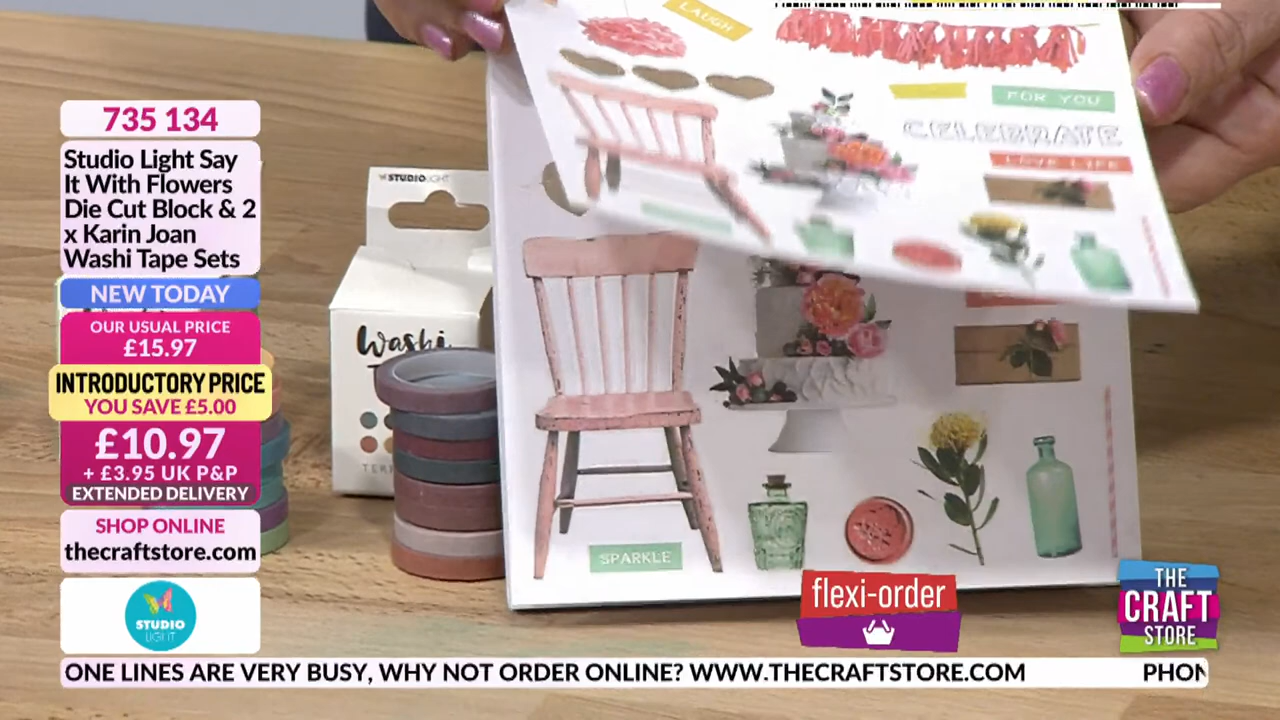 735 134
Studio Light Say
It With Flowers
Die Cut Block & 2
x Karin Joan
Washi Tape Sets
NEW TODAY
OUR USUAL PRICE
£15.97
INTRODUCTORY PRICE
YOU SAVE £5.00
£10.97
+ £3.95 UK P&P
EXTENDED DELIVERY
SHOP ONLINE
thecraftstore.com
STUDIO
LIGHT
STUDIO LIGHT
Washi
LAUGH
FOR YOU
CELEBRATE
LOVE LIFE
SPARKLE
flexi-order
THE
CRAFT
STORE
ONE LINES ARE VERY BUSY, WHY NOT ORDER ONLINE? WWW.THECRAFTSTORE.COM PHON